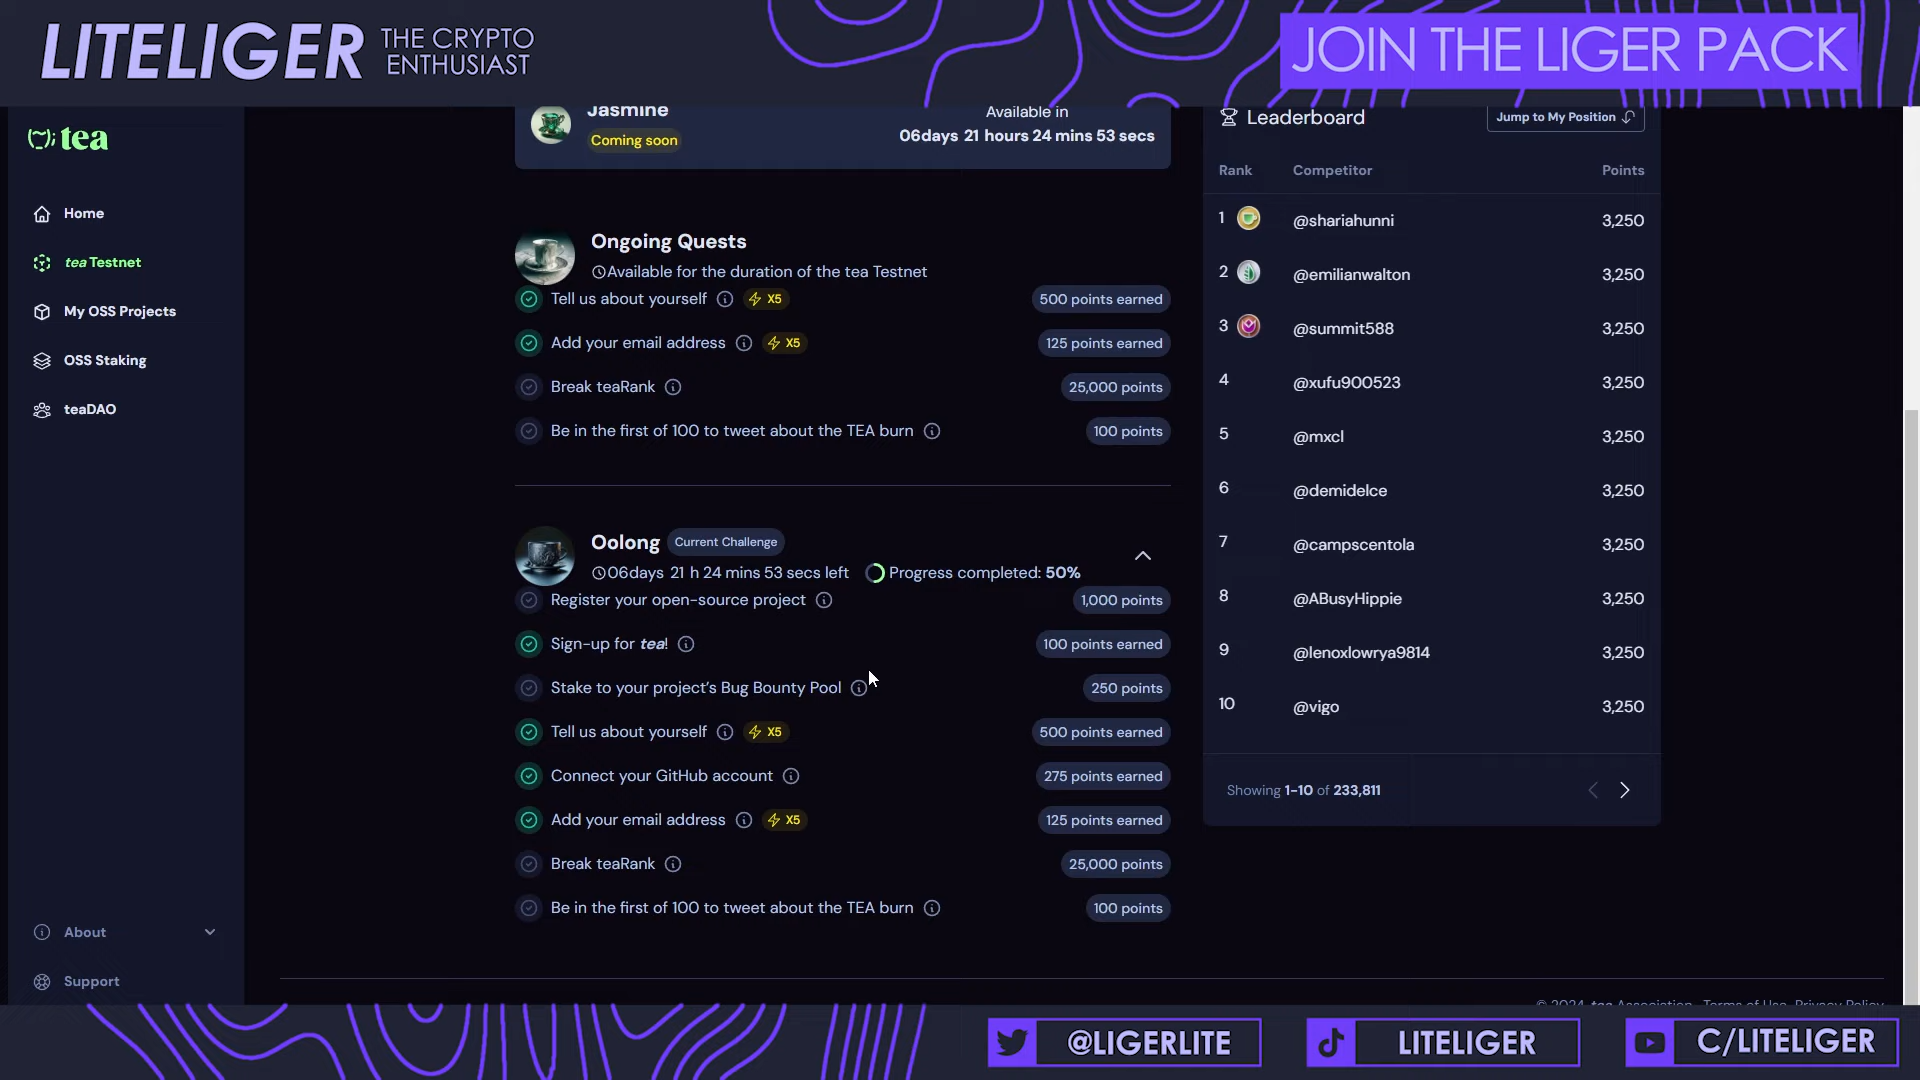 LITELIGER THE CRYPTO
ENTHUSIAST
JOIN THE LIGER PACK
tea
Home
tea Testnet
My OSS Projects
OSS Staking
teaDAO
About
Support
Jasmine
Coming soon
Available in
06days 21 hours 24 mins 53 secs
Ongoing Quests
Available for the duration of the tea Testnet
Tell us about yourself X5 500 points earned
Add your email address X5 125 points earned
Break teaRank 25,000 points
Be in the first of 100 to tweet about the TEA burn 100 points
Oolong Current Challenge
06days 21 h 24 mins 53 secs left Progress completed: 50%
Register your open-source project 1,000 points
Sign-up for tea! 100 points earned
Stake to your project's Bug Bounty Pool 250 points
Tell us about yourself X5 500 points earned
Connect your GitHub account 275 points earned
Add your email address X5 125 points earned
Break teaRank 25,000 points
Be in the first of 100 to tweet about the TEA burn 100 points
Leaderboard Jump to My Position
Rank Competitor Points
1 @shariahunni 3,250
2 @emilianwalton 3,250
3 @summit588 3,250
4 @xufu900523 3,250
5 @mxcl 3,250
6 @demidelce 3,250
7 @campscentola 3,250
8 @ABusyHippie 3,250
9 @lenoxlowrya9814 3,250
10 @vigo 3,250
Showing 1-10 of 233,811
© 2024 tea Association Terms of Use Privacy Policy
@LIGERLITE LITELIGER C/LITELIGER